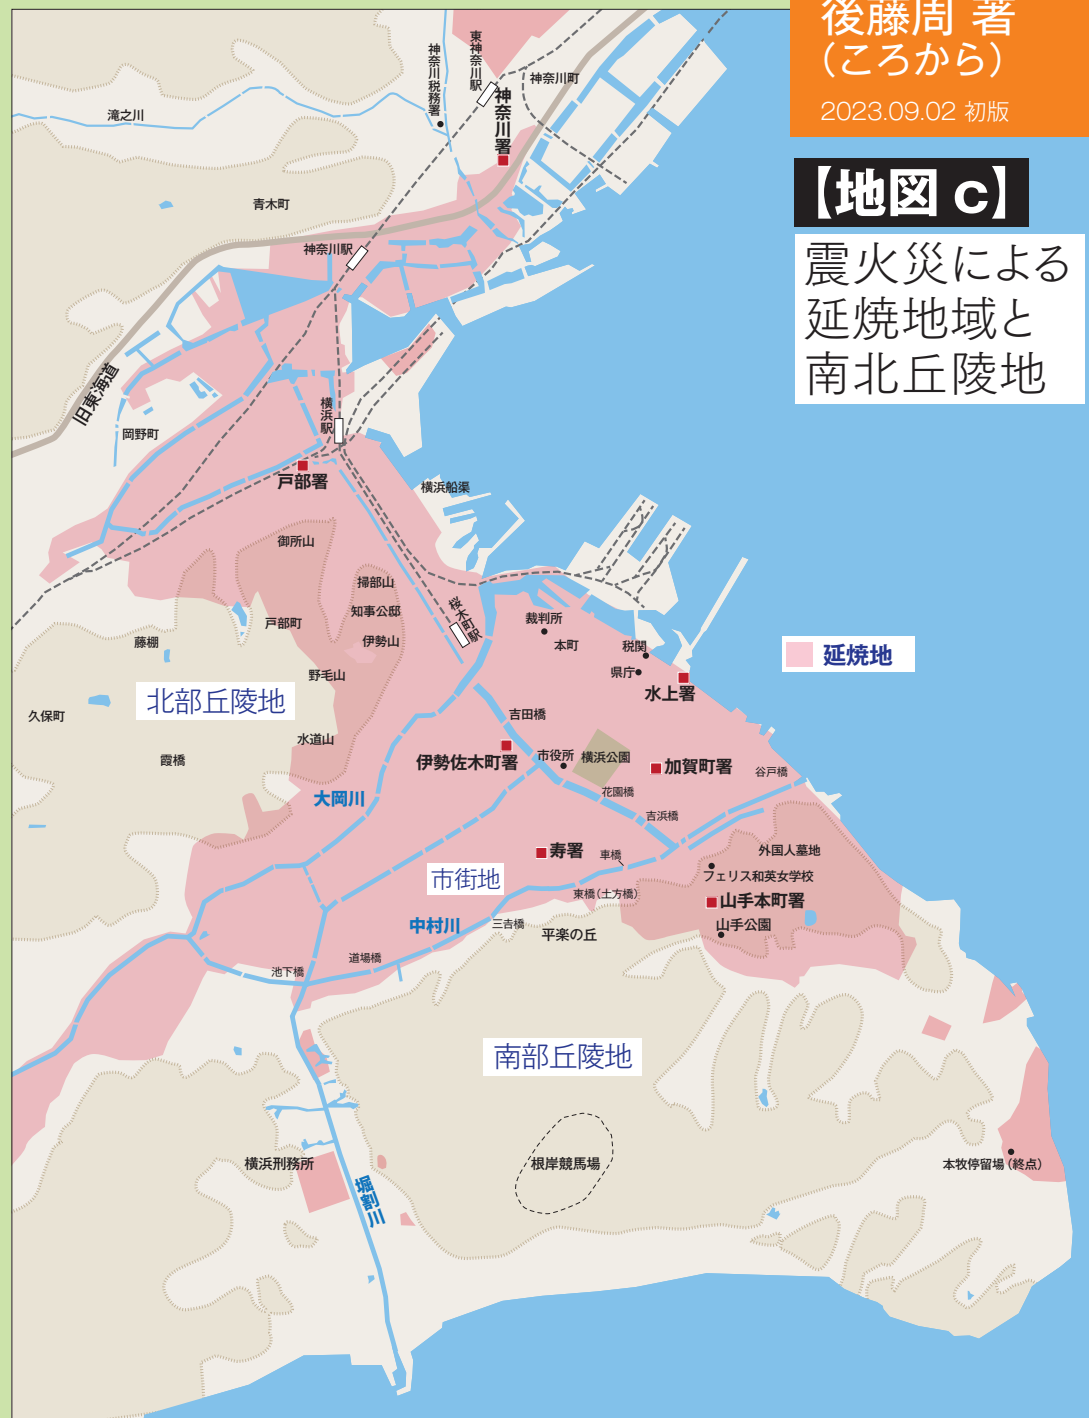 後藤周 著
（ころから）
2023.09.02 初版
【地図 C】
震火災による
延焼地域と
南北丘陵地
延焼地
東神奈川駅
神奈川税務署
神奈川町
神奈川署
滝之川
青木町
神奈川駅
旧東海道
岡野町
横浜駅
戸部署
横浜船渠
御所山
掃部山
知事公邸
戸部町
伊勢山
桜木町駅
裁判所
本町
税関
県庁
水上署
藤棚
野毛山
北部丘陵地
久保町
水道山
霞橋
吉田橋
伊勢佐木町署
市役所
横浜公園
加賀町署
谷戸橋
大岡川
花園橋
吉浜橋
寿署
車橋
外国人墓地
市街地
フェリス和英女学校
東橋（土方橋）
山手本町署
中村川
三吉橋
平楽の丘
山手公園
道場橋
池下橋
南部丘陵地
横浜刑務所
根岸競馬場
本牧停留場（終点）
堀割川